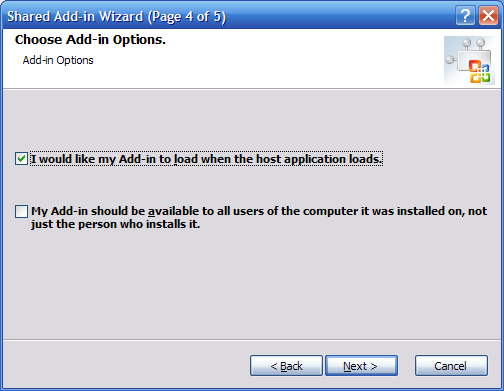 Shared Add-in Wizard (Page 4 of 5)
Choose Add-in Options.
Add-in Options
I would like my Add-in to load when the host application loads.
My Add-in should be available to all users of the computer it was installed on, not
just the person who installs it.
< Back Next > Cancel